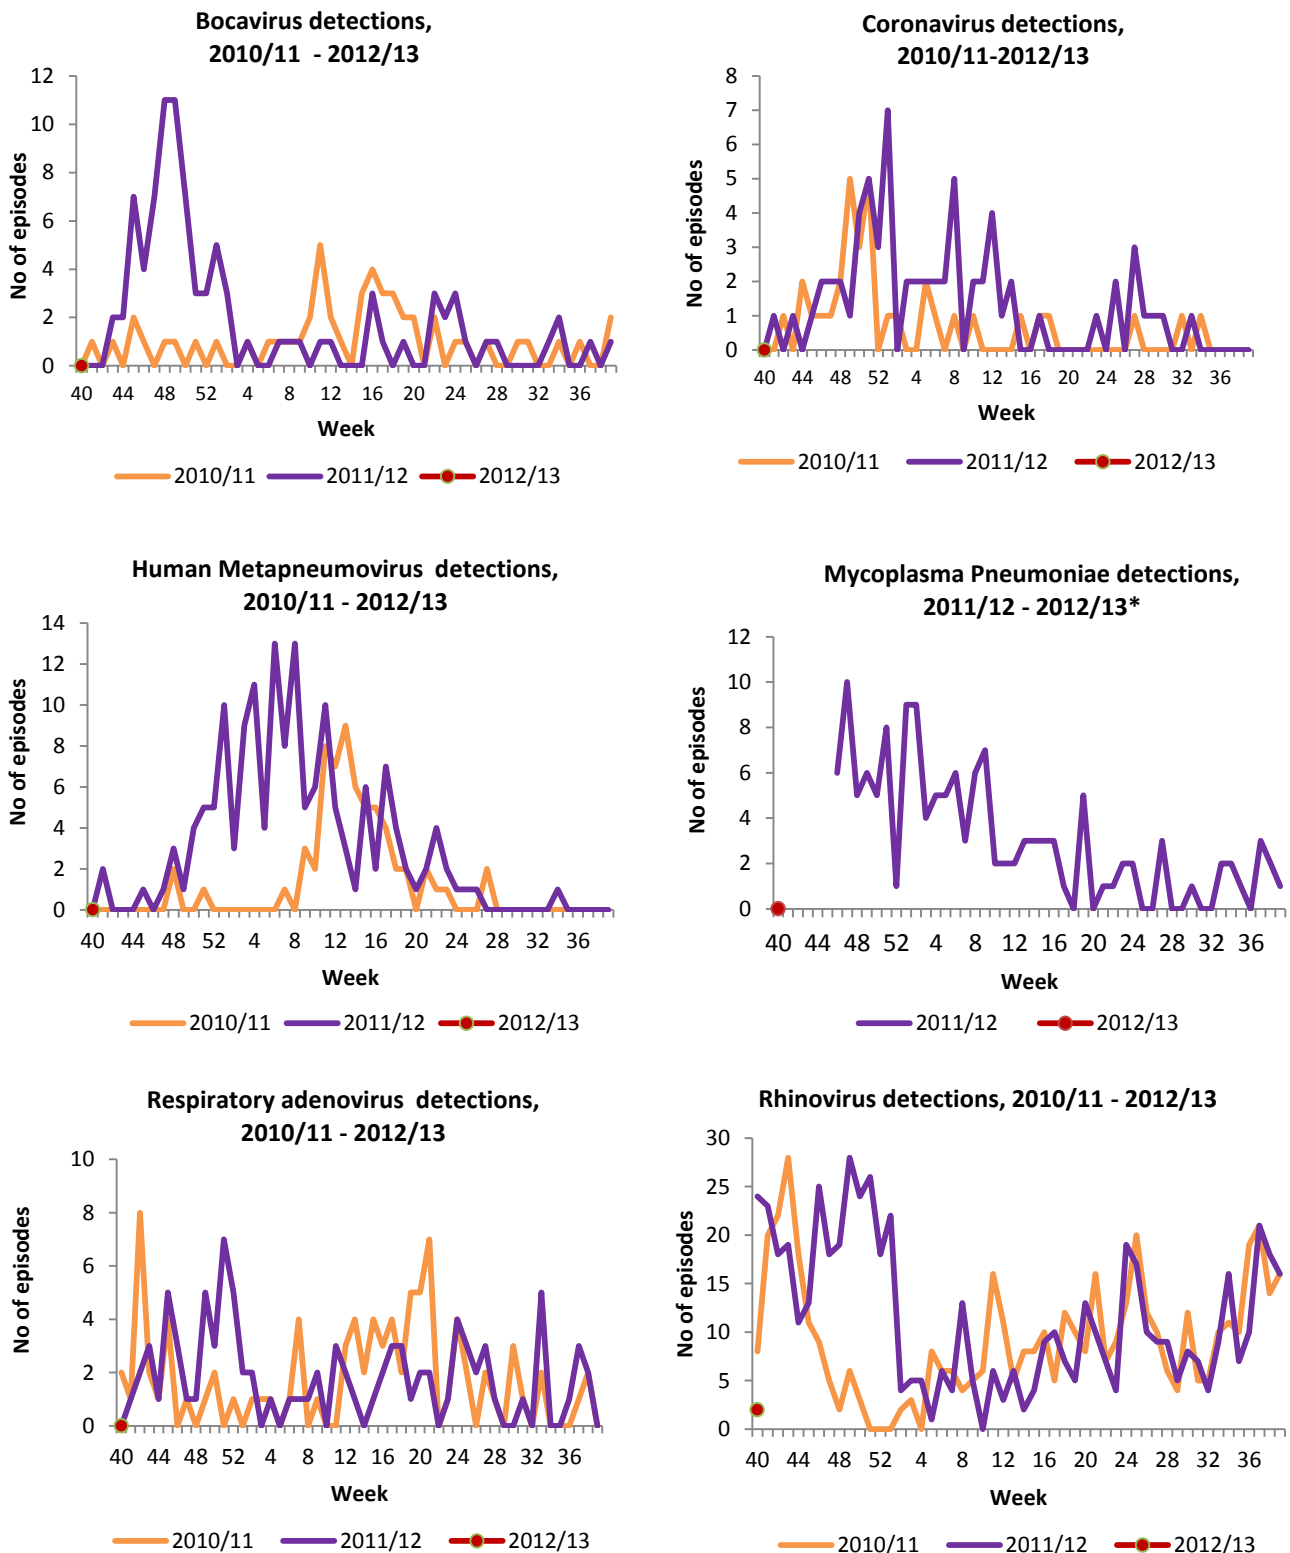 Bocavirus detections,
2010/11 - 2012/13
12
10
8
6
4
2
0
No of episodes
40 44 48 52 4 8 12 16 20 24 28 32 36
Week
2010/11 2011/12 2012/13
Coronavirus detections,
2010/11-2012/13
8
7
6
5
4
3
2
1
0
No of episodes
40 44 48 52 4 8 12 16 20 24 28 32 36
Week
2010/11 2011/12 2012/13
Human Metapneumovirus detections,
2010/11 - 2012/13
14
12
10
8
6
4
2
0
No of episodes
40 44 48 52 4 8 12 16 20 24 28 32 36
Week
2010/11 2011/12 2012/13
Mycoplasma Pneumoniae detections,
2011/12 - 2012/13*
12
10
8
6
4
2
0
No of episodes
40 44 48 52 4 8 12 16 20 24 28 32 36
Week
2011/12 2012/13
Respiratory adenovirus detections,
2010/11 - 2012/13
10
8
6
4
2
0
No of episodes
40 44 48 52 4 8 12 16 20 24 28 32 36
Week
2010/11 2011/12 2012/13
Rhinovirus detections, 2010/11 - 2012/13
30
25
20
15
10
5
0
No of episodes
40 44 48 52 4 8 12 16 20 24 28 32 36
Week
2010/11 2011/12 2012/13